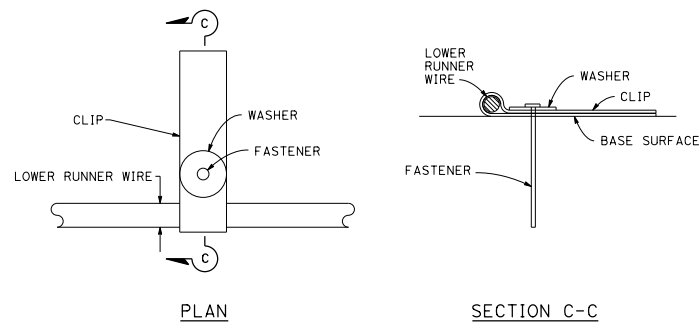 C
CLIP
WASHER
FASTENER
LOWER RUNNER WIRE
C
PLAN
LOWER
RUNNER
WIRE
WASHER
CLIP
BASE SURFACE
FASTENER
SECTION C-C